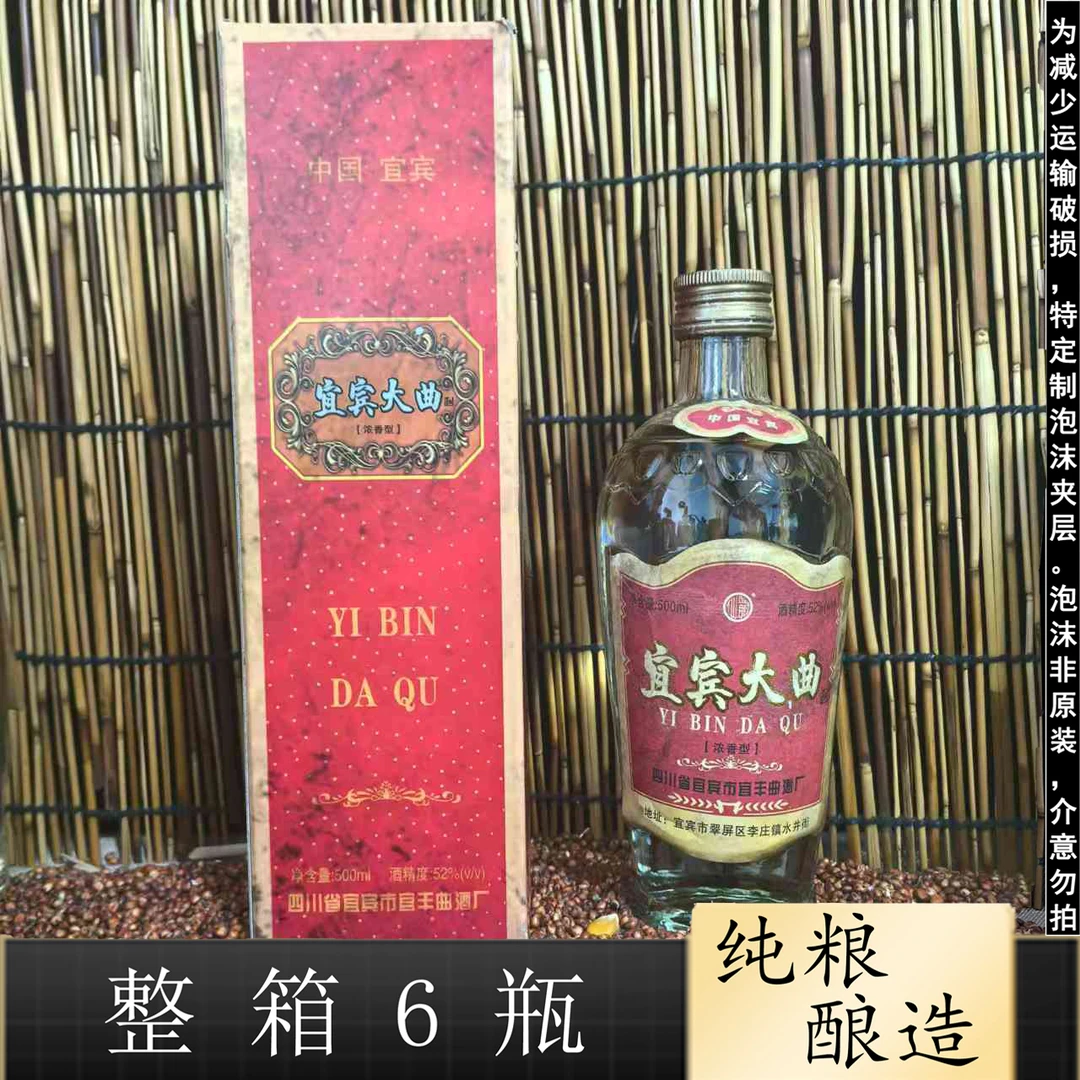 中国 宜宾
宜宾大曲
【浓香型】
YI BIN
DA QU
净含量:500ml 酒精度:52%(v/v)
四川省宜宾市宜丰曲酒厂
中国宜宾
净含量:500ml 酒精度:52%(v/v)
宜宾大曲
YI BIN DA QU
【浓香型】
四川省宜宾市宜丰曲酒厂
地址：宜宾市翠屏区李庄镇水井街
为减少运输破损，特定制泡沫夹层。泡沫非原装，介意勿拍
整箱6瓶
纯粮
酿造